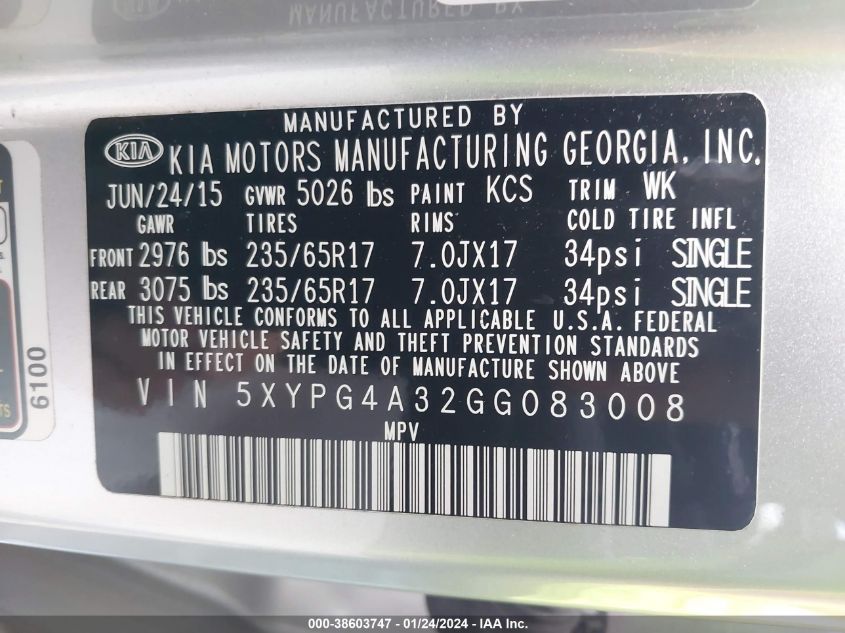 MANUFACTURED BY
KIA KIA MOTORS MANUFACTURING GEORGIA, INC.
JUN/24/15 GVWR 5026 lbs PAINT KCS TRIM WK
GAWR TIRES RIMS COLD TIRE INFL
FRONT 2976 lbs 235/65R17 7.0JX17 34psi SINGLE
REAR 3075 lbs 235/65R17 7.0JX17 34psi SINGLE
THIS VEHICLE CONFORMS TO ALL APPLICABLE U.S.A. FEDERAL
MOTOR VEHICLE SAFETY AND THEFT PREVENTION STANDARDS
IN EFFECT ON THE DATE OF MANUFACTURE SHOWN ABOVE
VIN 5XYPG4A32GG083008
MPV
6100
000-38603747 - 01/24/2024 - IAA Inc.